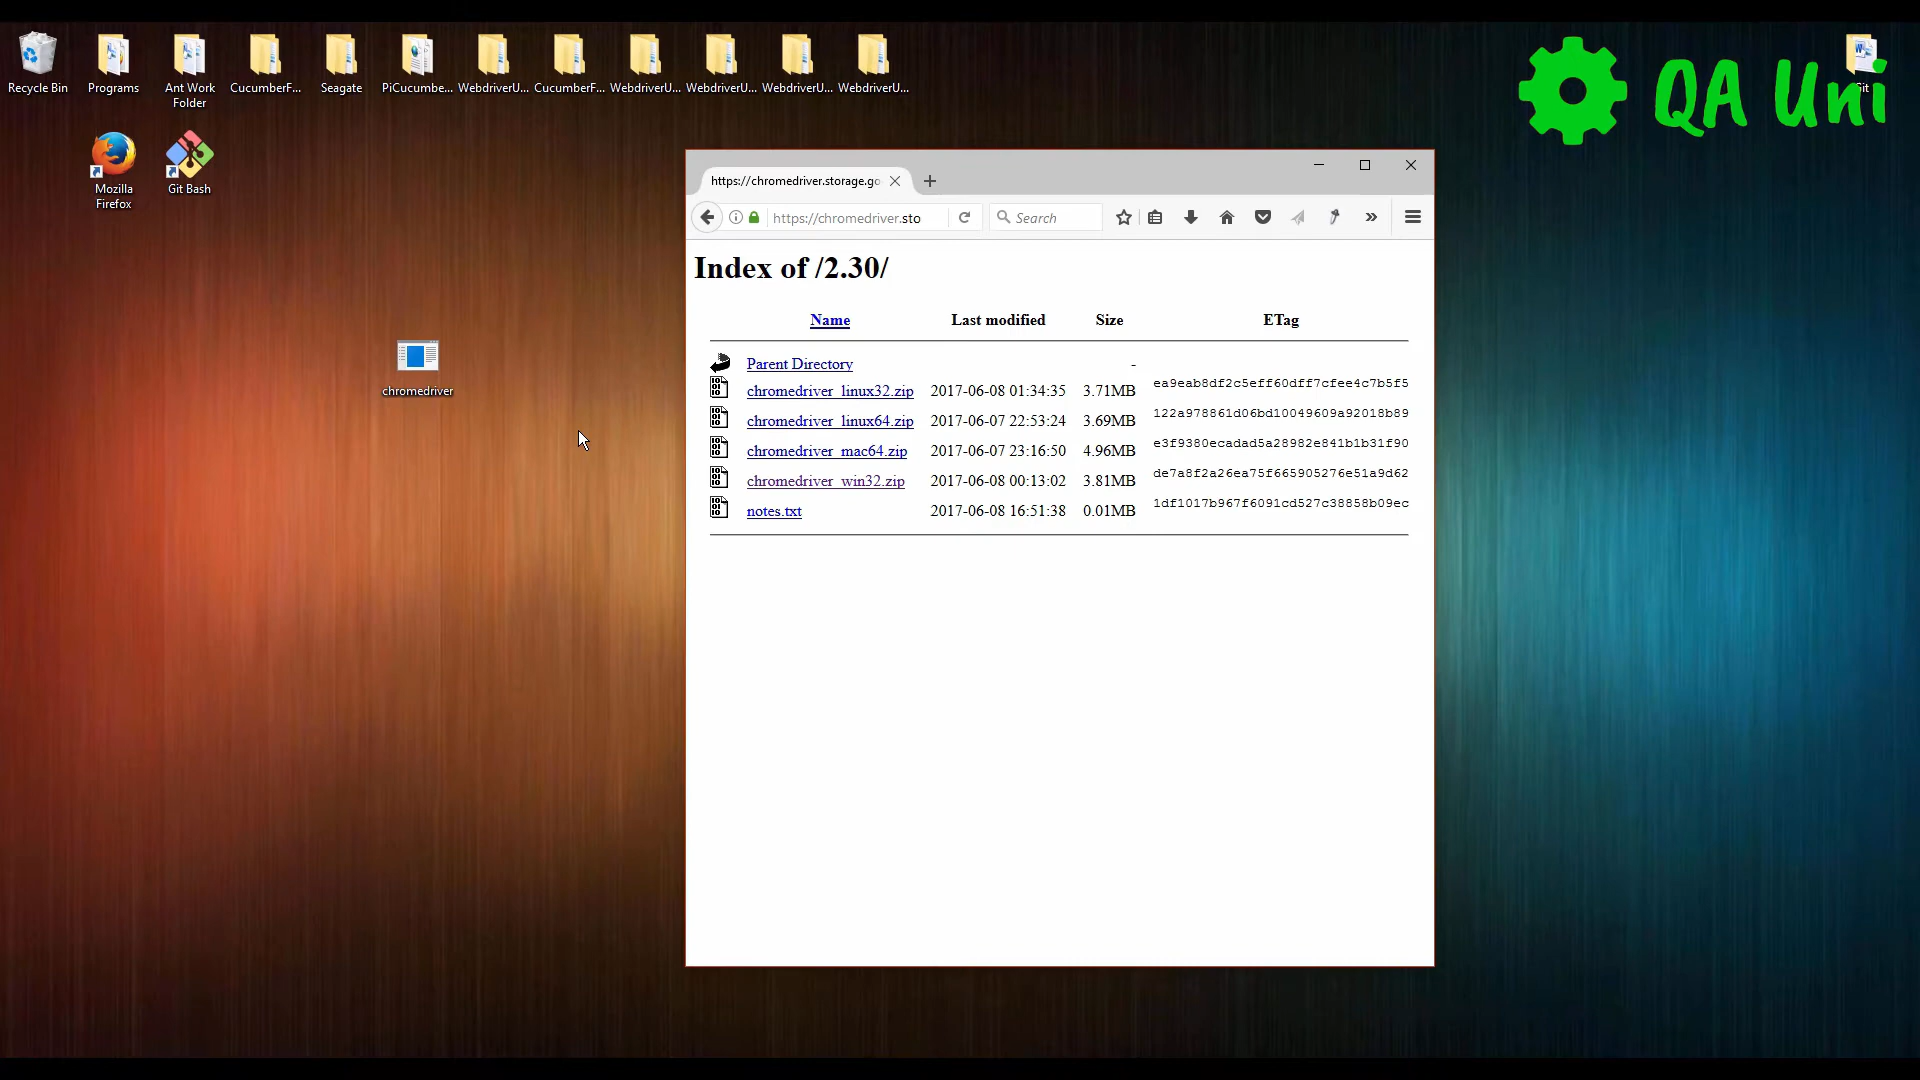 Recycle Bin
Programs
Ant Work
Folder
CucumberF...
Seagate
PiCucumbe...
WebdriverU...
CucumberF...
WebdriverU...
WebdriverU...
WebdriverU...
WebdriverU...
QA Uni
Mozilla
Firefox
Git Bash
chromedriver
https://chromedriver.storage.go
https://chromedriver.sto
Search
Index of /2.30/
Name Last modified Size ETag
Parent Directory -
chromedriver_linux32.zip 2017-06-08 01:34:35 3.71MB ea9eab8df2c5eff60dff7cfee4c7b5f5
chromedriver_linux64.zip 2017-06-07 22:53:24 3.69MB 122a978861d06bd10049609a92018b89
chromedriver_mac64.zip 2017-06-07 23:16:50 4.96MB e3f9380ecadad5a28982e841b1b31f90
chromedriver_win32.zip 2017-06-08 00:13:02 3.81MB de7a8f2a26ea75f665905276e51a9d62
notes.txt 2017-06-08 16:51:38 0.01MB 1df1017b967f6091cd527c38858b09ec